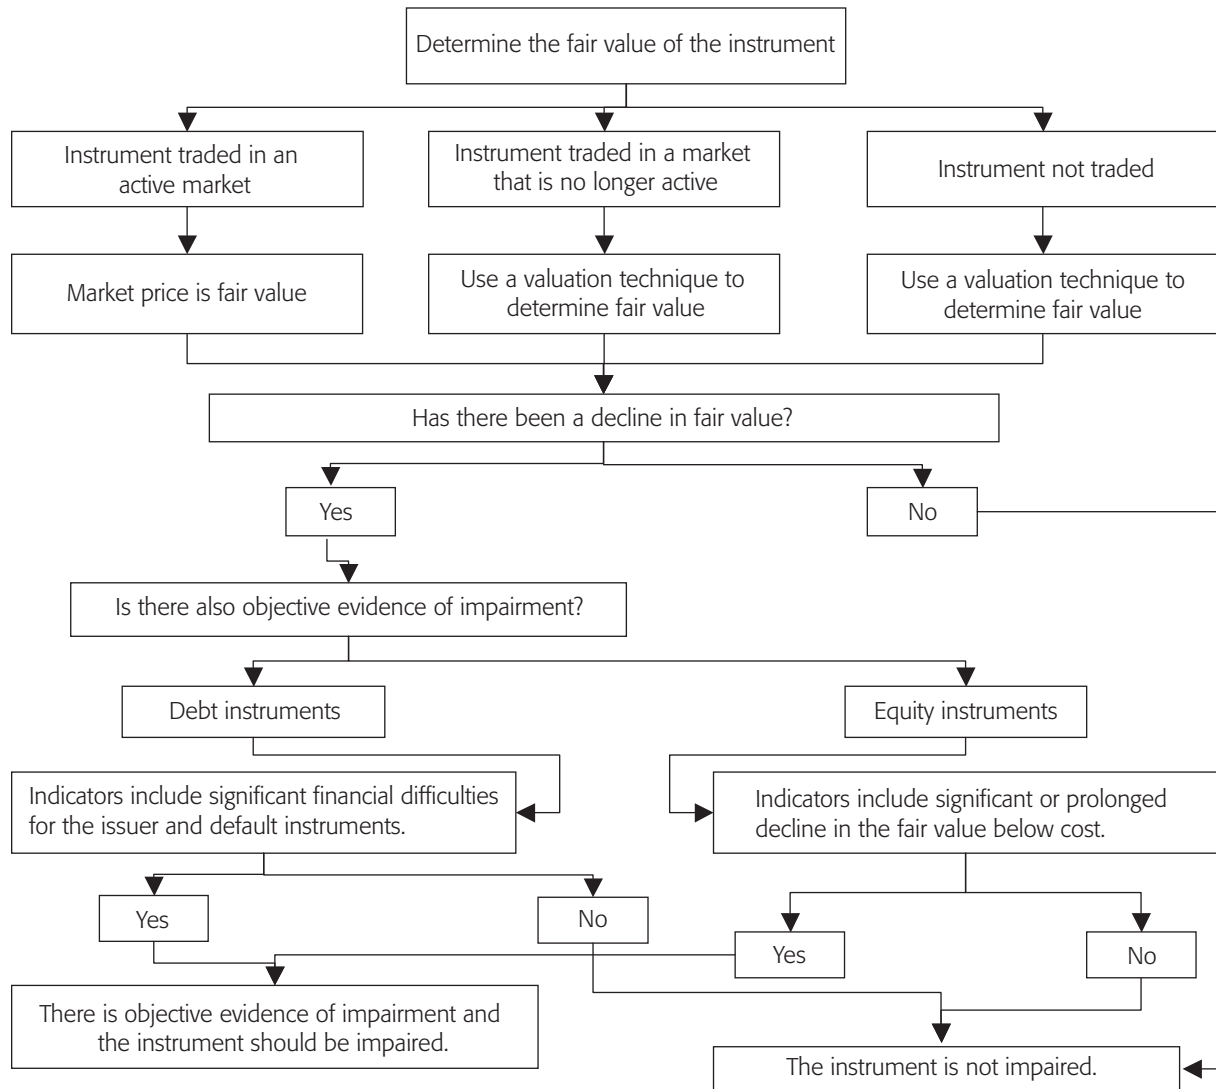 Determine the fair value of the instrument
Instrument traded in an
active market
Instrument traded in a market
that is no longer active
Instrument not traded
Market price is fair value
Use a valuation technique to
determine fair value
Use a valuation technique to
determine fair value
Has there been a decline in fair value?
Yes
No
Is there also objective evidence of impairment?
Debt instruments
Equity instruments
Indicators include significant financial difficulties
for the issuer and default instruments.
Indicators include significant or prolonged
decline in the fair value below cost.
Yes
No
Yes
No
There is objective evidence of impairment and
the instrument should be impaired.
The instrument is not impaired.